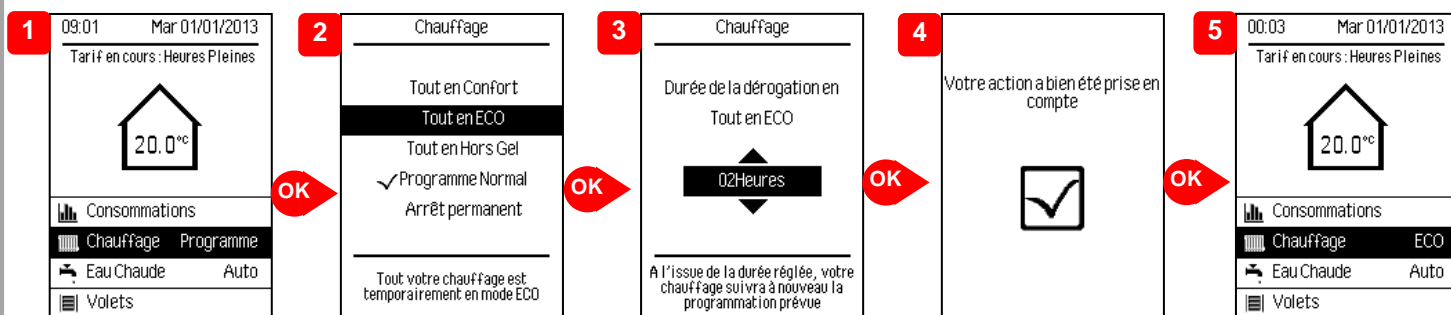 1
09:01 Mar 01/01/2013
Tarif en cours : Heures Pleines
20.0°C
Consommations
Chauffage Programme
Eau Chaude Auto
Volets
OK
2
Chauffage
Tout en Confort
Tout en ECO
Tout en Hors Gel
Programme Normal
Arrêt permanent
Tout votre chauffage est
temporairement en mode ECO
OK
3
Chauffage
Durée de la dérogation en
Tout en ECO
02Heures
A l'issue de la durée réglée, votre
chauffage suivra à nouveau la
programmation prévue
OK
4
Votre action a bien été prise en
compte
OK
5
00:03 Mar 01/01/2013
Tarif en cours : Heures Pleines
20.0°C
Consommations
Chauffage ECO
Eau Chaude Auto
Volets